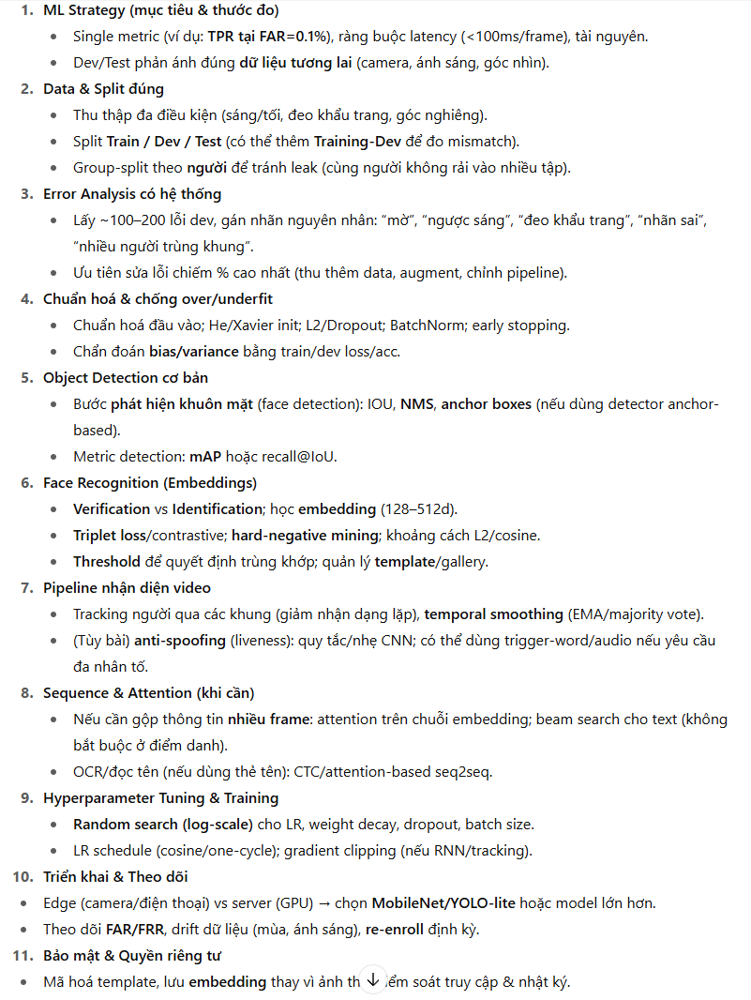 1. ML Strategy (mục tiêu & thước đo)
• Single metric (ví dụ: TPR tại FAR=0.1%), ràng buộc latency (<100ms/frame), tài nguyên.
• Dev/Test phản ánh đúng dữ liệu tương lai (camera, ánh sáng, góc nhìn).
2. Data & Split đúng
• Thu thập đa điều kiện (sáng/tối, đeo khẩu trang, góc nghiêng).
• Split Train / Dev / Test (có thể thêm Training-Dev để đo mismatch).
• Group-split theo người để tránh leak (cùng người không rải vào nhiều tập).
3. Error Analysis có hệ thống
• Lấy ~100–200 lỗi dev, gán nhãn nguyên nhân: “mờ”, “ngược sáng”, “đeo khẩu trang”, “nhãn sai”,
“nhiều người trùng khung”.
• Ưu tiên sửa lỗi chiếm % cao nhất (thu thêm data, augment, chỉnh pipeline).
4. Chuẩn hoá & chống over/underfit
• Chuẩn hoá đầu vào; He/Xavier init; L2/Dropout; BatchNorm; early stopping.
• Chẩn đoán bias/variance bằng train/dev loss/acc.
5. Object Detection cơ bản
• Bước phát hiện khuôn mặt (face detection): IOU, NMS, anchor boxes (nếu dùng detector anchor-
based).
• Metric detection: mAP hoặc recall@IoU.
6. Face Recognition (Embeddings)
• Verification vs Identification; học embedding (128–512d).
• Triplet loss/contrastive; hard-negative mining; khoảng cách L2/cosine.
• Threshold để quyết định trùng khớp; quản lý template/gallery.
7. Pipeline nhận diện video
• Tracking người qua các khung (giảm nhận dạng lặp), temporal smoothing (EMA/majority vote).
• (Tùy bài) anti-spoofing (liveness): quy tắc/nhẹ CNN; có thể dùng trigger-word/audio nếu yêu cầu
đa nhân tố.
8. Sequence & Attention (khi cần)
• Nếu cần gộp thông tin nhiều frame: attention trên chuỗi embedding; beam search cho text (không
bắt buộc ở điểm danh).
• OCR/đọc tên (nếu dùng thẻ tên): CTC/attention-based seq2seq.
9. Hyperparameter Tuning & Training
• Random search (log-scale) cho LR, weight decay, dropout, batch size.
• LR schedule (cosine/one-cycle); gradient clipping (nếu RNN/tracking).
10. Triển khai & Theo dõi
• Edge (camera/điện thoại) vs server (GPU) → chọn MobileNet/YOLO-lite hoặc model lớn hơn.
• Theo dõi FAR/FRR, drift dữ liệu (mùa, ánh sáng), re-enroll định kỳ.
11. Bảo mật & Quyền riêng tư
• Mã hoá template, lưu embedding thay vì ảnh soát truy cập & nhật ký.